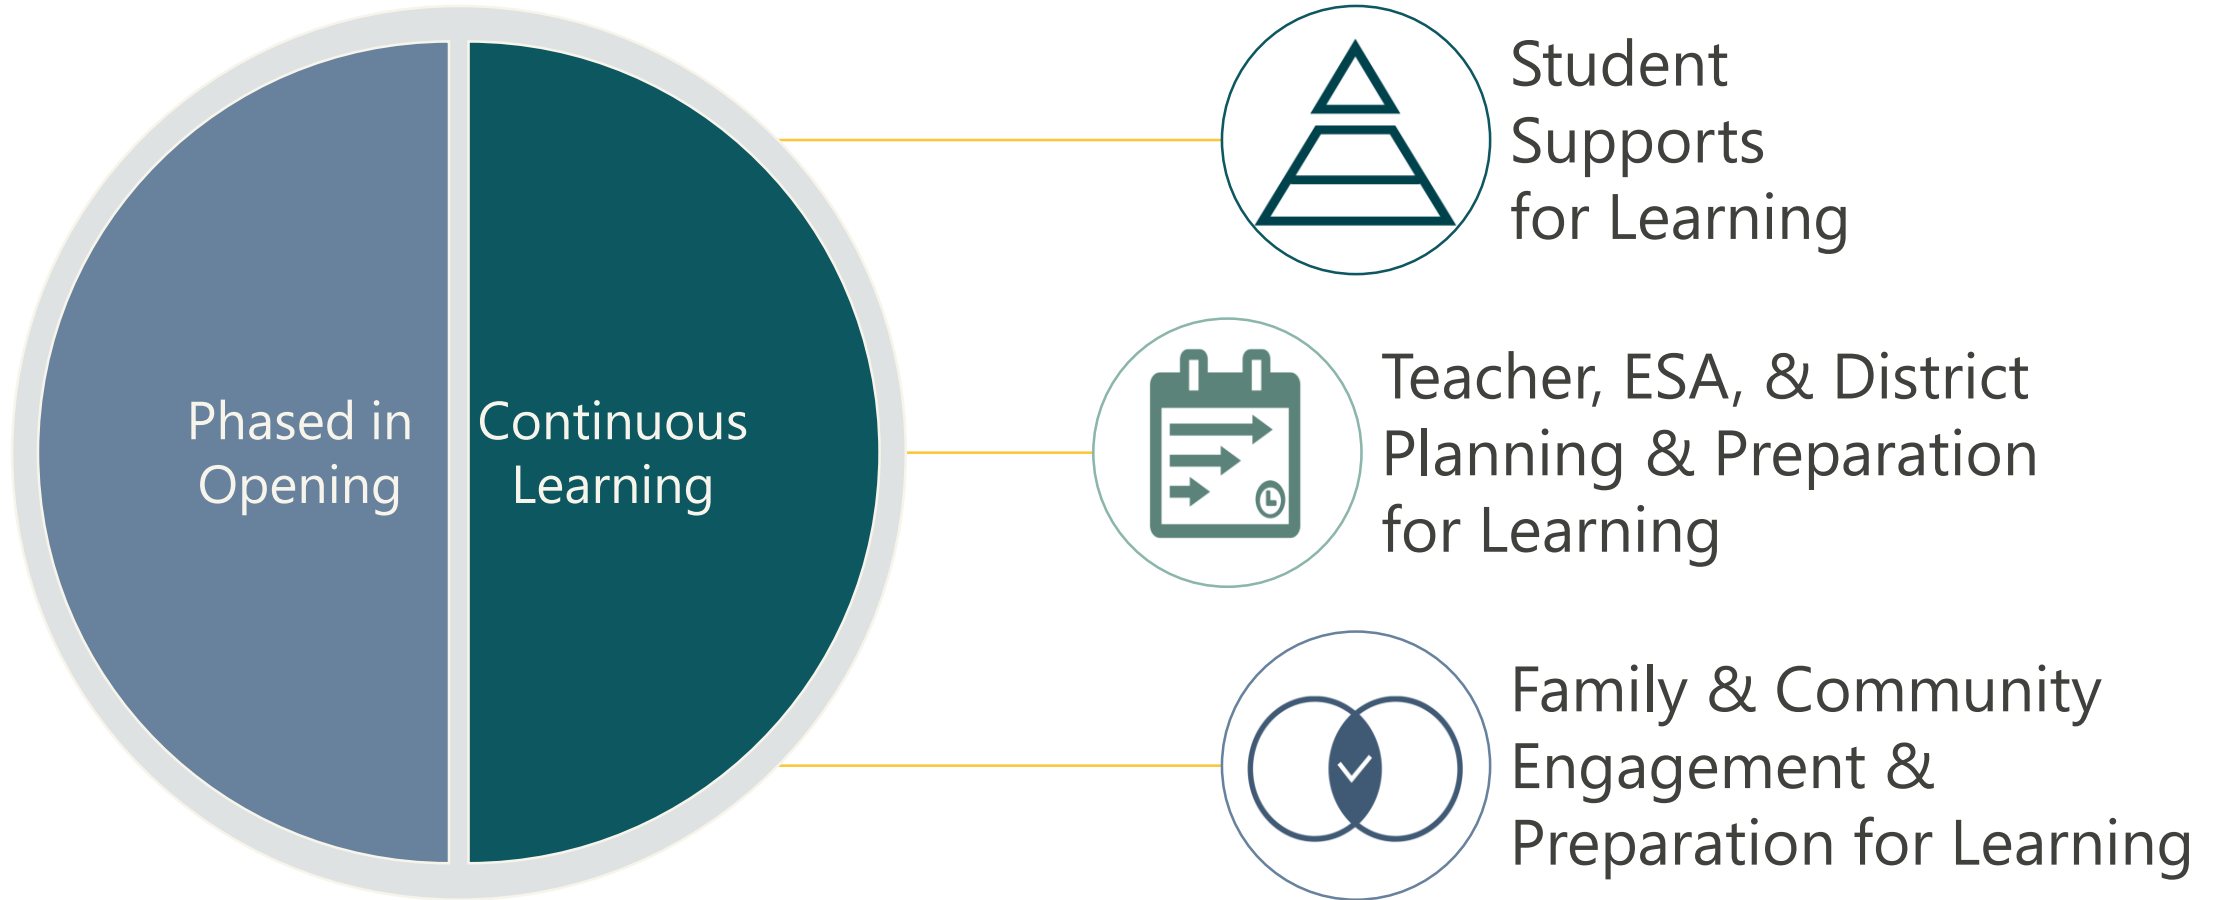 Phased in
Opening
Continuous
Learning
Student
Supports
for Learning
Teacher, ESA, & District
Planning & Preparation
for Learning
Family & Community
Engagement &
Preparation for Learning